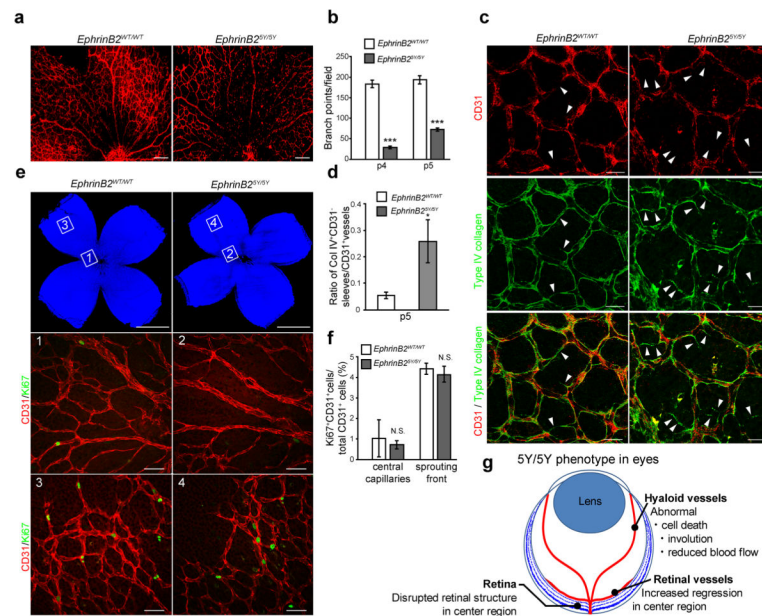 a
EphrinB2WT/WT
EphrinB25Y/5Y
b
EphrinB2WT/WT
EphrinB25Y/5Y
Branch points/field
250
200
150
100
50
0
***
***
p4
p5
c
EphrinB2WT/WT
EphrinB25Y/5Y
CD31
Type IV collagen
CD31 / Type IV collagen
d
EphrinB2WT/WT
EphrinB25Y/5Y
Ratio of Col IV+CD31-
sleeves/CD31+vessels
0.4
0.3
0.2
0.1
0
*
p5
e
EphrinB2WT/WT
EphrinB25Y/5Y
3
1
4
2
1
2
CD31/Ki67
3
4
CD31/Ki67
f
EphrinB2WT/WT
EphrinB25Y/5Y
Ki67+CD31+cells/
total CD31+ cells (%)
5
4
3
2
1
0
N.S.
N.S.
central
capillaries
sprouting
front
g
5Y/5Y phenotype in eyes
Lens
Hyaloid vessels
Abnormal
・cell death
・involution
・reduced blood flow
Retina
Disrupted retinal structure
in center region
Retinal vessels
Increased regression
in center region